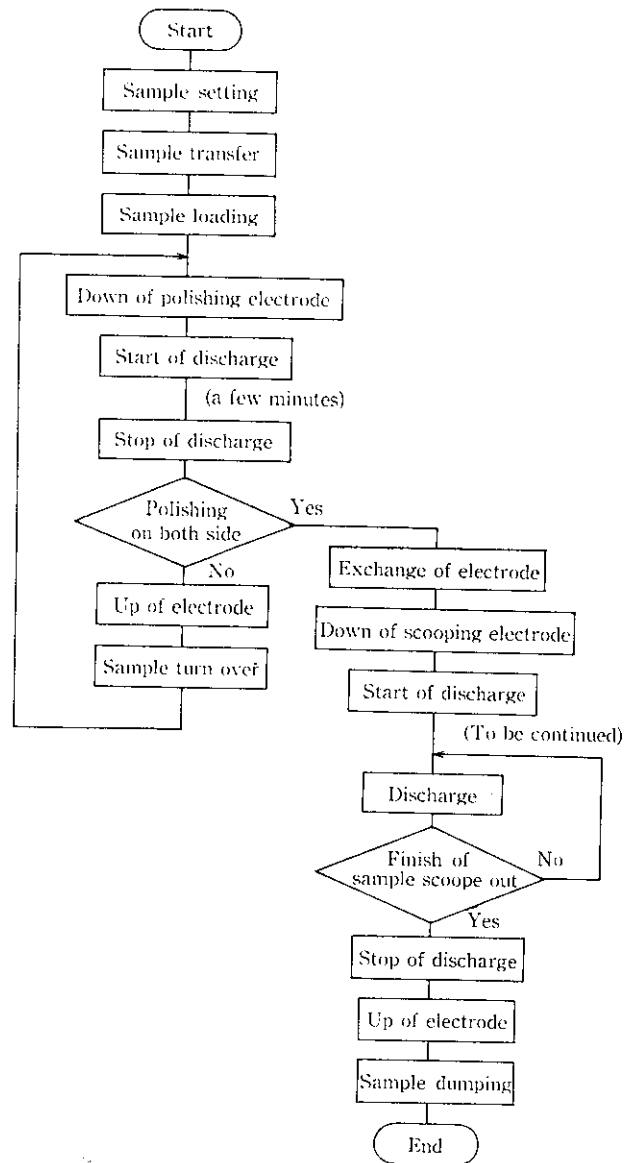 Start
Sample setting
Sample transfer
Sample loading
Down of polishing electrode
Start of discharge
(a few minutes)
Stop of discharge
Polishing
on both side
Yes
No
Up of electrode
Sample turn over
Exchange of electrode
Down of scooping electrode
Start of discharge
(To be continued)
Discharge
Finish of
sample scoope out
No
Yes
Stop of discharge
Up of electrode
Sample dumping
End